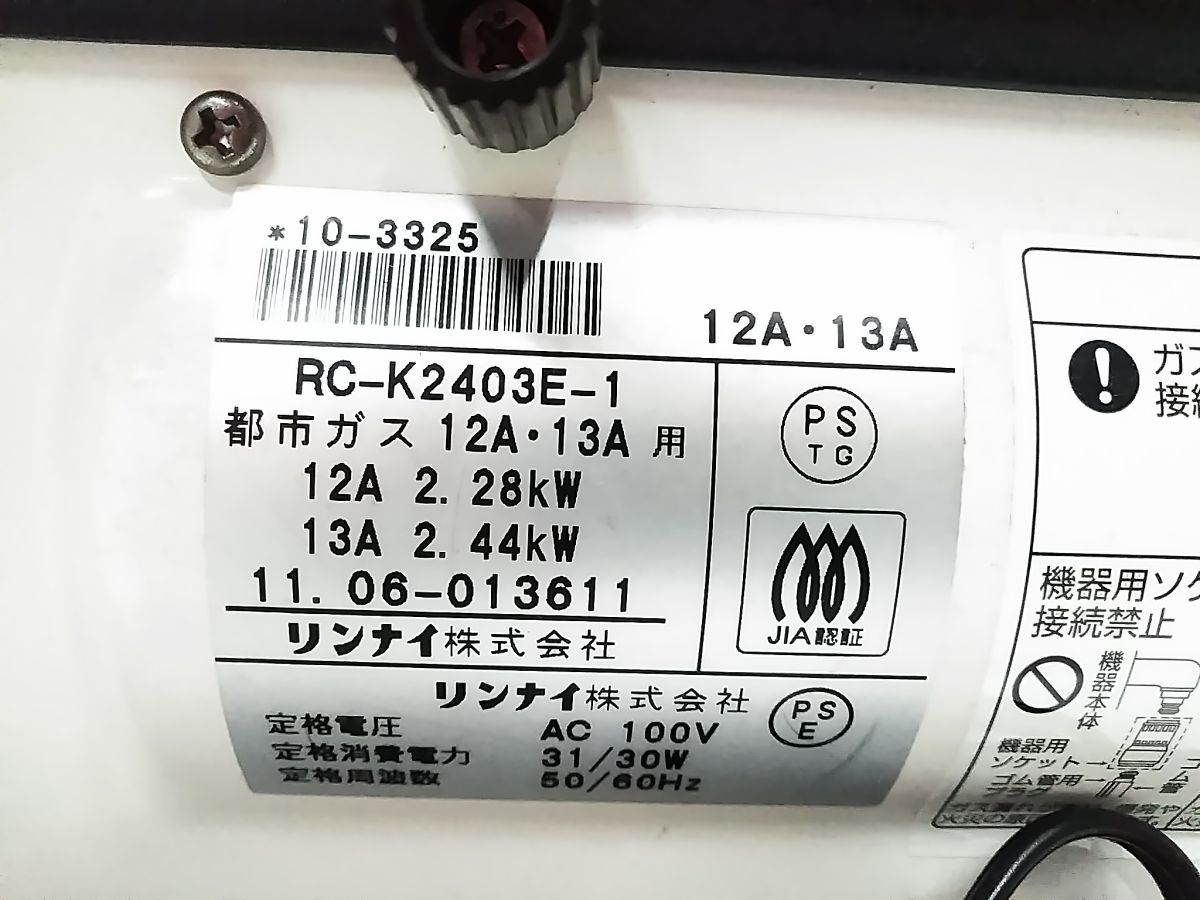 *10-3325
12A・13A
RC-K2403E-1
都市ガス 12A・13A 用
12A 2.28kW
13A 2.44kW
11.06-013611
リンナイ株式会社
PS
TG
JIA認証
リンナイ株式会社
PS
E
定格電圧 AC 100V
定格消費電力 31/30W
定格周波数 50/60Hz
ガス
接続
機器用ソケ
接続禁止
機器本体
機器用
ソケット
ゴム管用
プラグ